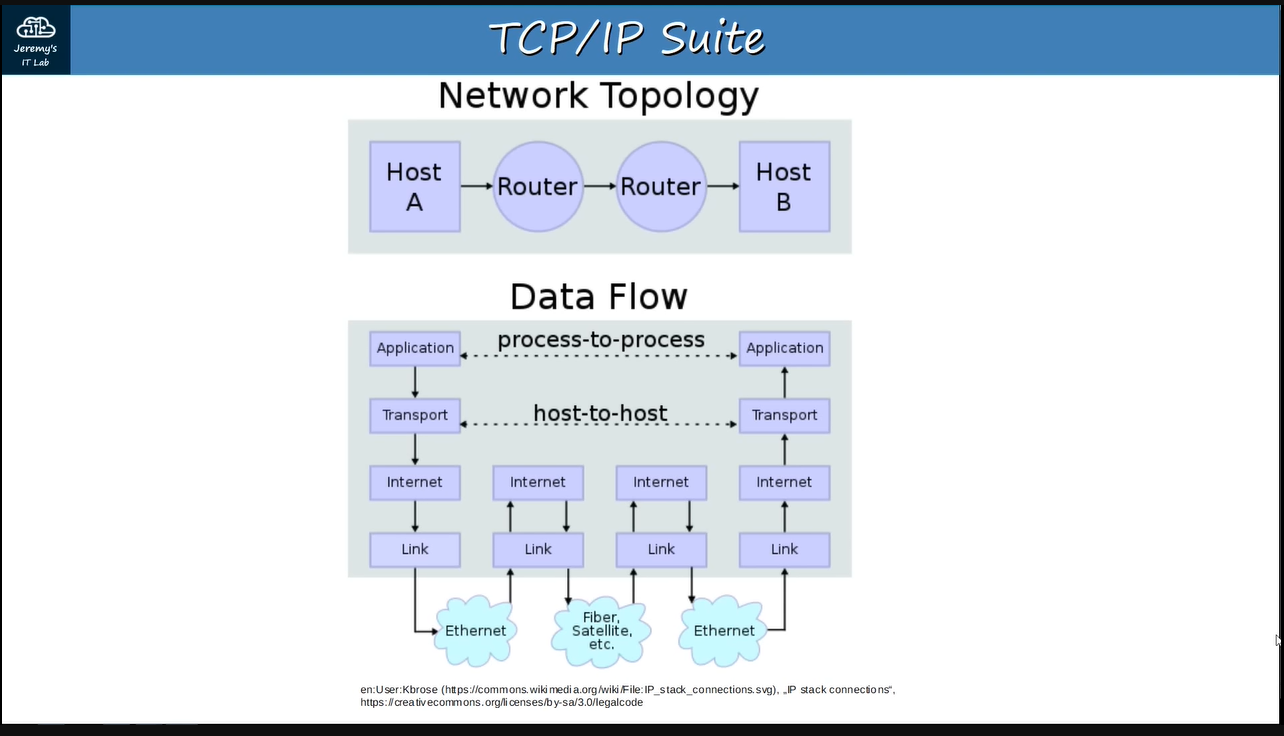 Jeremy's
IT Lab
TCP/IP Suite
Network Topology
Host
A
Router
Router
Host
B
Data Flow
Application
process-to-process
Application
Transport
host-to-host
Transport
Internet
Internet
Internet
Internet
Link
Link
Link
Link
Ethernet
Fiber,
Satellite,
etc.
Ethernet
en:User:Kbrose (https://commons.wikimedia.org/wiki/File:IP_stack_connections.svg), „IP stack connections“,
https://creativecommons.org/licenses/by-sa/3.0/legalcode